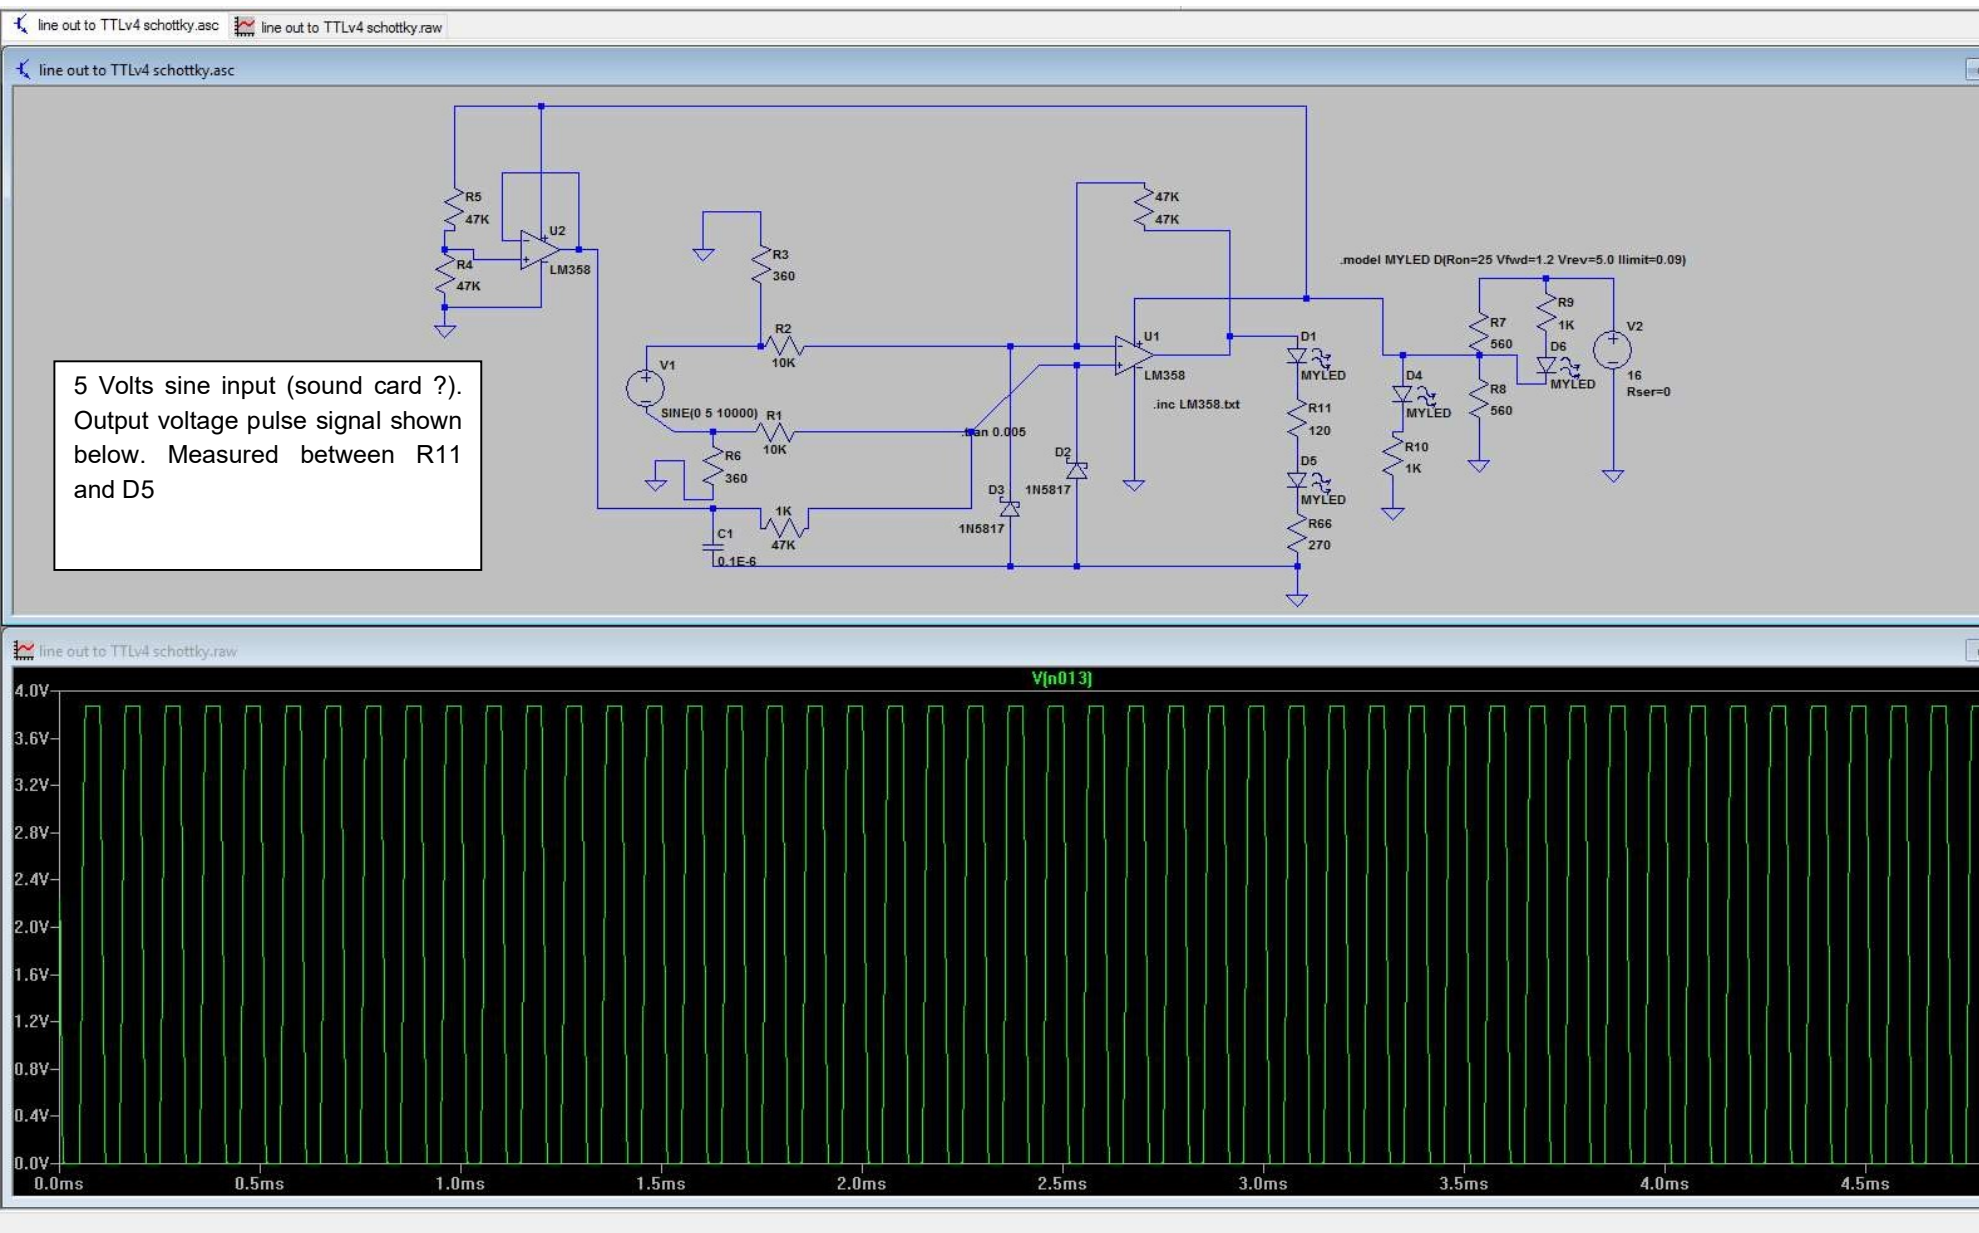 line out to TTLv4 schottky.asc line out to TTLv4 schottky.raw
line out to TTLv4 schottky.asc
R5
47K
U2
LM358
R4
47K
R3
360
47K
47K
.model MYLED D(Ron=25 Vfwd=1.2 Vrev=5.0 Ilimit=0.09)
R9
1K
R7
560
V2
16
Rser=0
D6
MYLED
R8
560
R2
10K
U1
LM358
D1
MYLED
D4
MYLED
.inc LM358.txt
V1
SINE(0 5 10000)
R1
10K
.tran 0.005
R11
120
R10
1K
R6
360
D2
1N5817
D5
MYLED
D3
1N5817
1K
47K
C1
0.1E-6
R66
270
5 Volts sine input (sound card ?).
Output voltage pulse signal shown
below. Measured between R11
and D5
line out to TTLv4 schottky.raw
V(n013)
4.0V
3.6V
3.2V
2.8V
2.4V
2.0V
1.6V
1.2V
0.8V
0.4V
0.0V
0.0ms 0.5ms 1.0ms 1.5ms 2.0ms 2.5ms 3.0ms 3.5ms 4.0ms 4.5ms